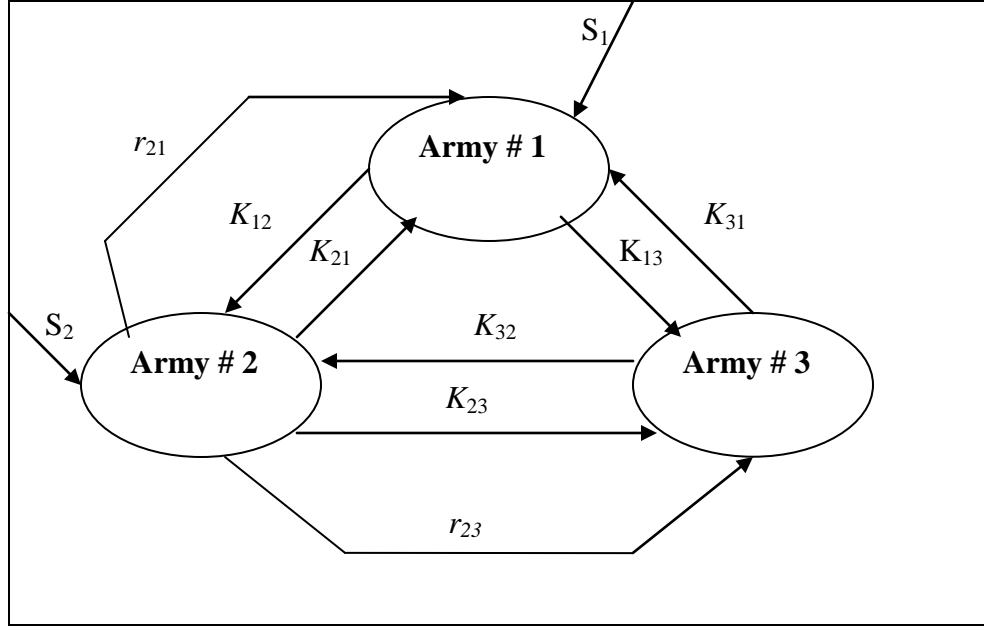 S₁
Army # 1
r₂₁
K₁₂
K₂₁
K₁₃
K₃₁
S₂
Army # 2
K₃₂
Army # 3
K₂₃
r₂₃